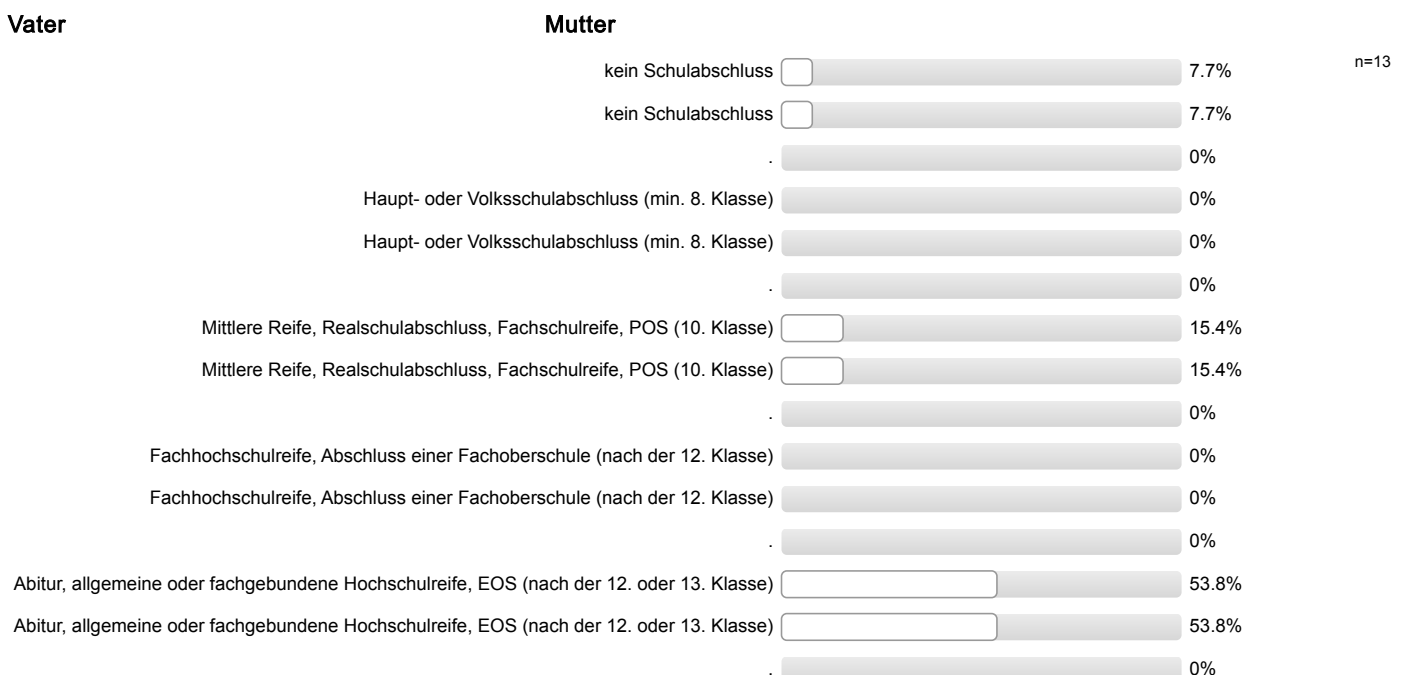 Vater Mutter
kein Schulabschluss 7.7% n=13
kein Schulabschluss 7.7%
. 0%
Haupt- oder Volksschulabschluss (min. 8. Klasse) 0%
Haupt- oder Volksschulabschluss (min. 8. Klasse) 0%
. 0%
Mittlere Reife, Realschulabschluss, Fachschulreife, POS (10. Klasse) 15.4%
Mittlere Reife, Realschulabschluss, Fachschulreife, POS (10. Klasse) 15.4%
. 0%
Fachhochschulreife, Abschluss einer Fachoberschule (nach der 12. Klasse) 0%
Fachhochschulreife, Abschluss einer Fachoberschule (nach der 12. Klasse) 0%
. 0%
Abitur, allgemeine oder fachgebundene Hochschulreife, EOS (nach der 12. oder 13. Klasse) 53.8%
Abitur, allgemeine oder fachgebundene Hochschulreife, EOS (nach der 12. oder 13. Klasse) 53.8%
. 0%